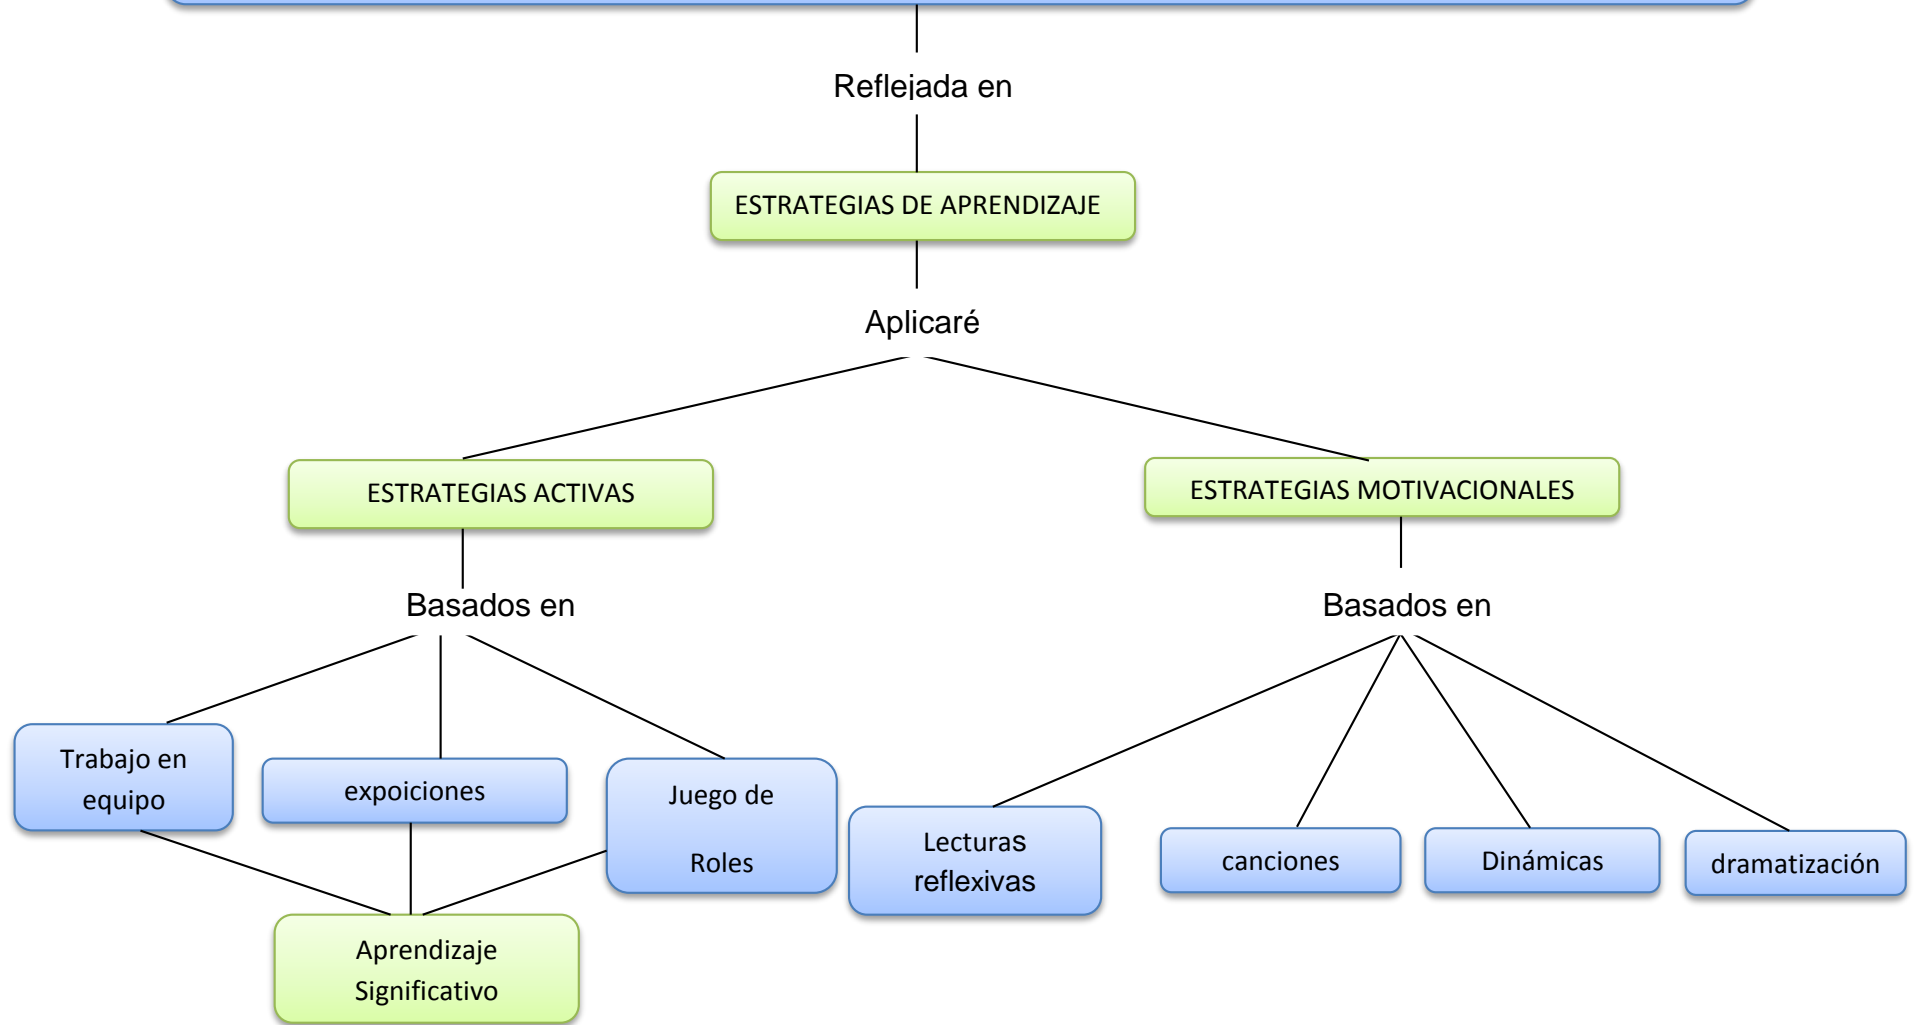 Reflejada en
ESTRATEGIAS DE APRENDIZAJE
Aplicaré
ESTRATEGIAS ACTIVAS
ESTRATEGIAS MOTIVACIONALES
Basados en
Basados en
Trabajo en
equipo
expoiciones
Juego de
Roles
Lecturas
reflexivas
canciones
Dinámicas
dramatización
Aprendizaje
Significativo